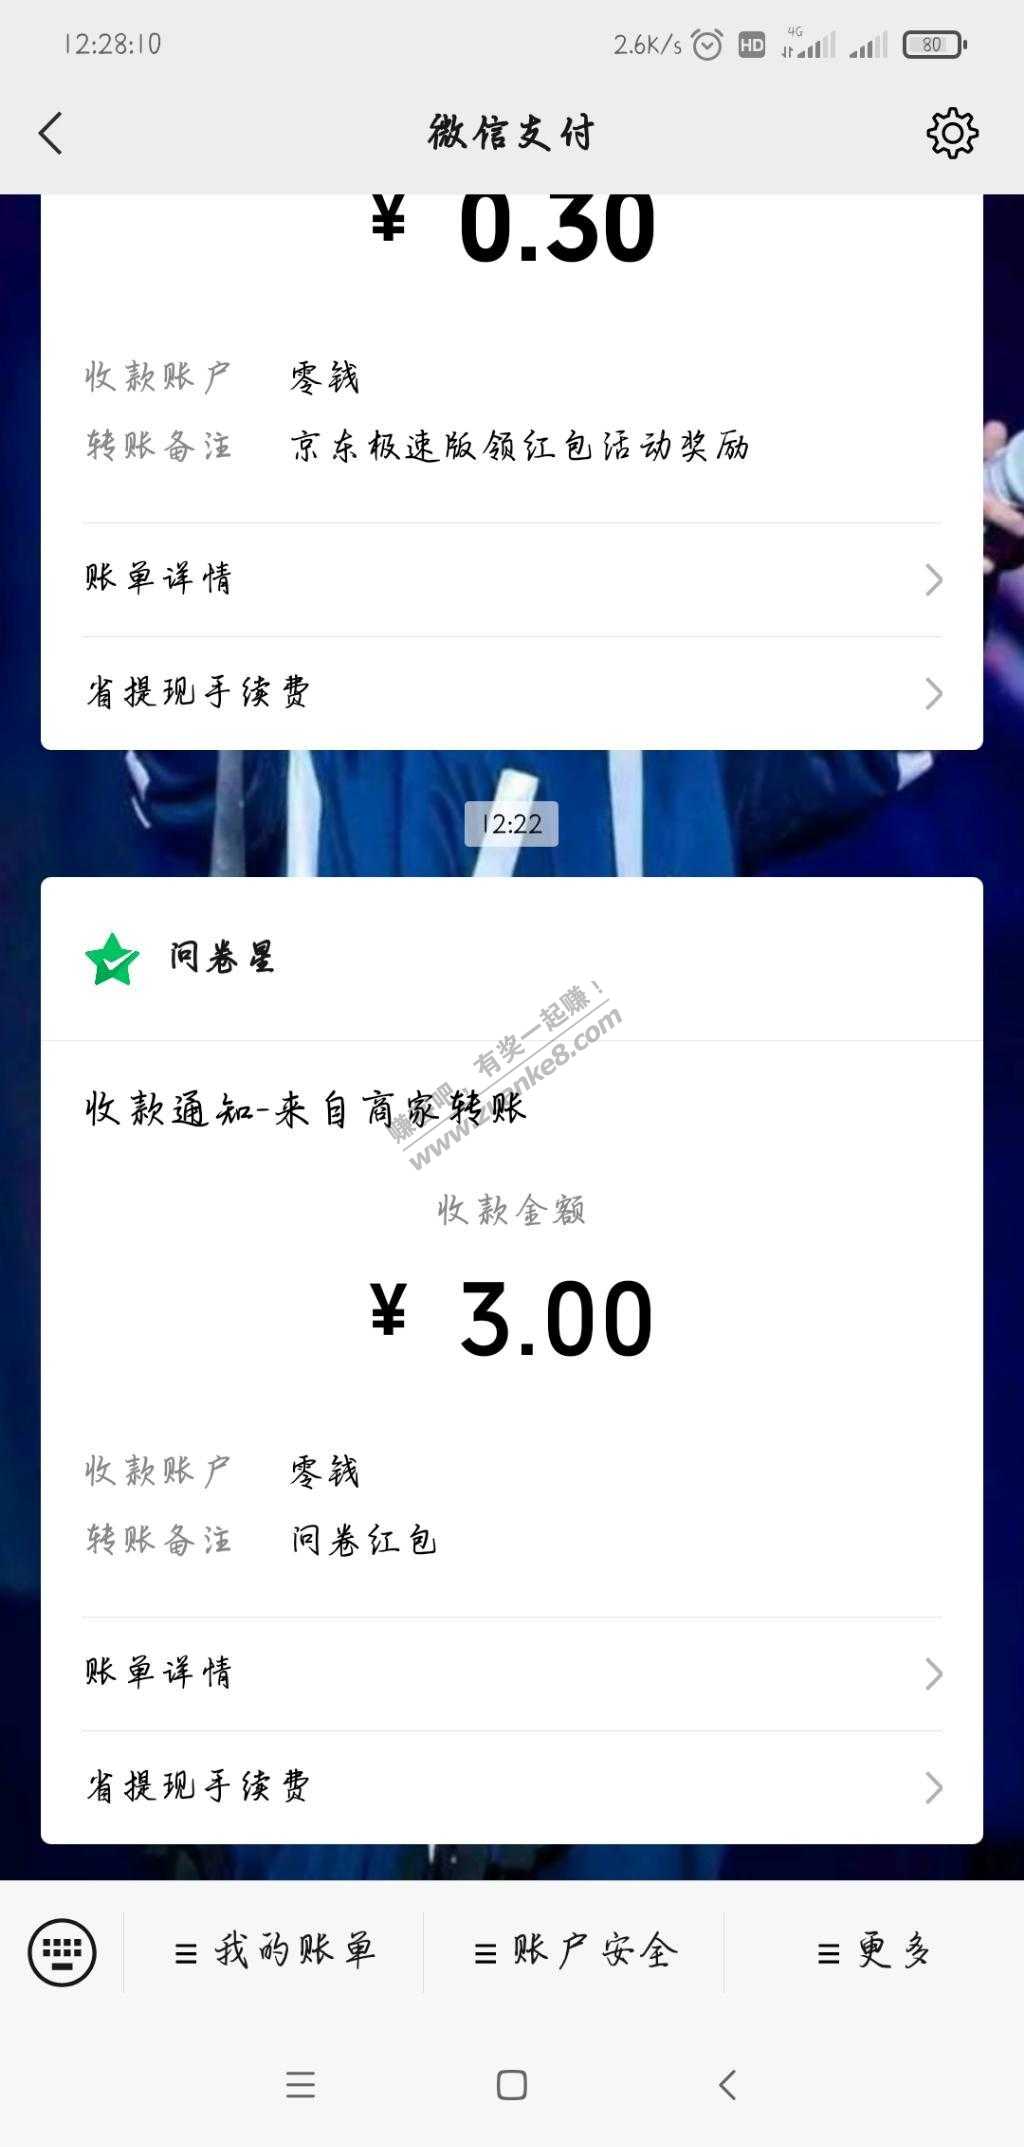 12:28:10
2.6K/s HD 4G 80
微信支付
¥ 0.30
收款账户 零钱
转账备注 京东极速版领红包活动奖励
账单详情
省提现手续费
12:22
问卷星
收款通知-来自商家转账
收款金额
¥ 3.00
收款账户 零钱
转账备注 问卷红包
账单详情
省提现手续费
赚客吧,有奖一起赚!
www.zuanke8.com
我的账单 账户安全 更多